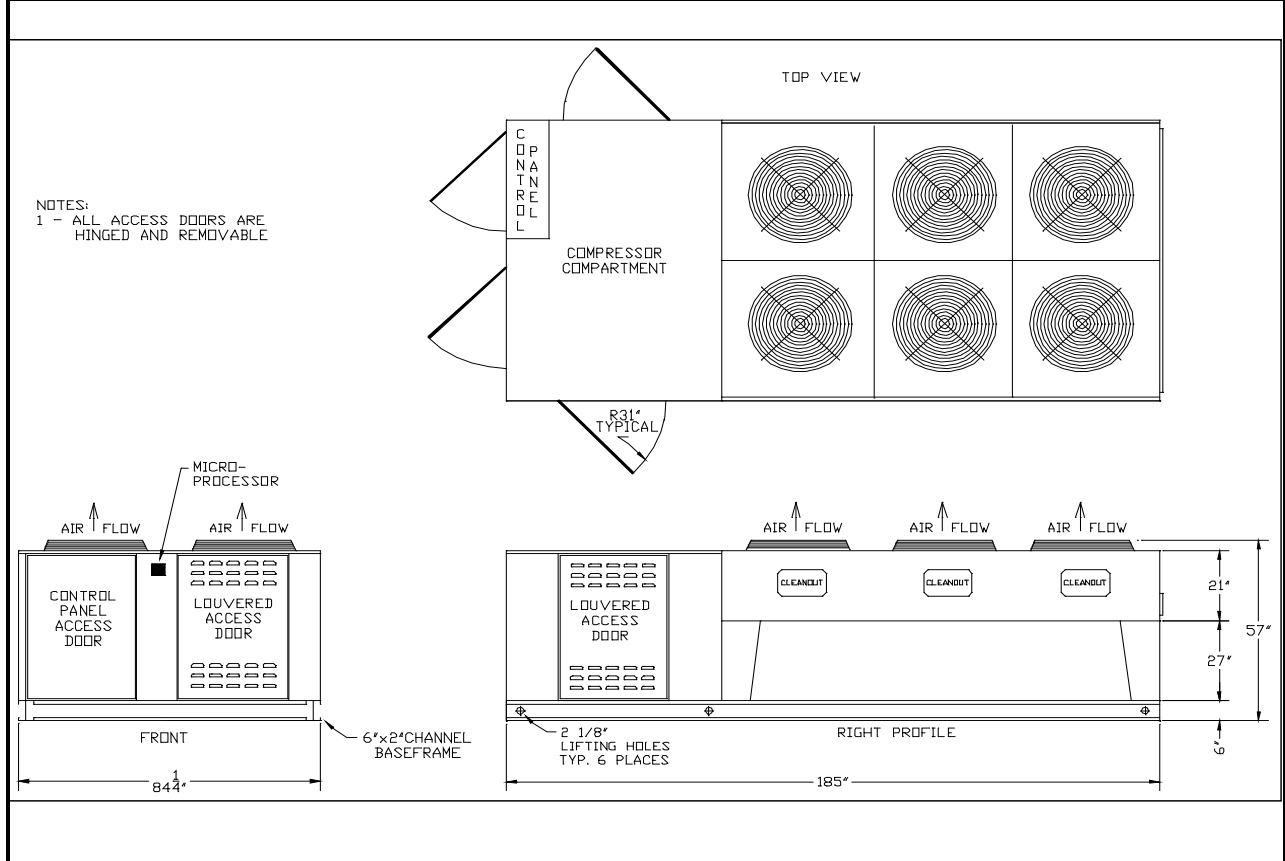 TOP VIEW
CONTROL
PANEL
NOTES:
1 - ALL ACCESS DOORS ARE
HINGED AND REMOVABLE
COMPRESSOR
COMPARTMENT
R31"
TYPICAL
MICRO-
PROCESSOR
AIR FLOW
AIR FLOW
CONTROL
PANEL
ACCESS
DOOR
LOUVERED
ACCESS
DOOR
FRONT
6"x2"CHANNEL
BASEFRAME
1
844"
AIR FLOW
AIR FLOW
AIR FLOW
CLEANOUT
CLEANOUT
CLEANOUT
LOUVERED
ACCESS
DOOR
21"
57"
27"
6"
2 1/8"
LIFTING HOLES
TYP. 6 PLACES
RIGHT PROFILE
185"